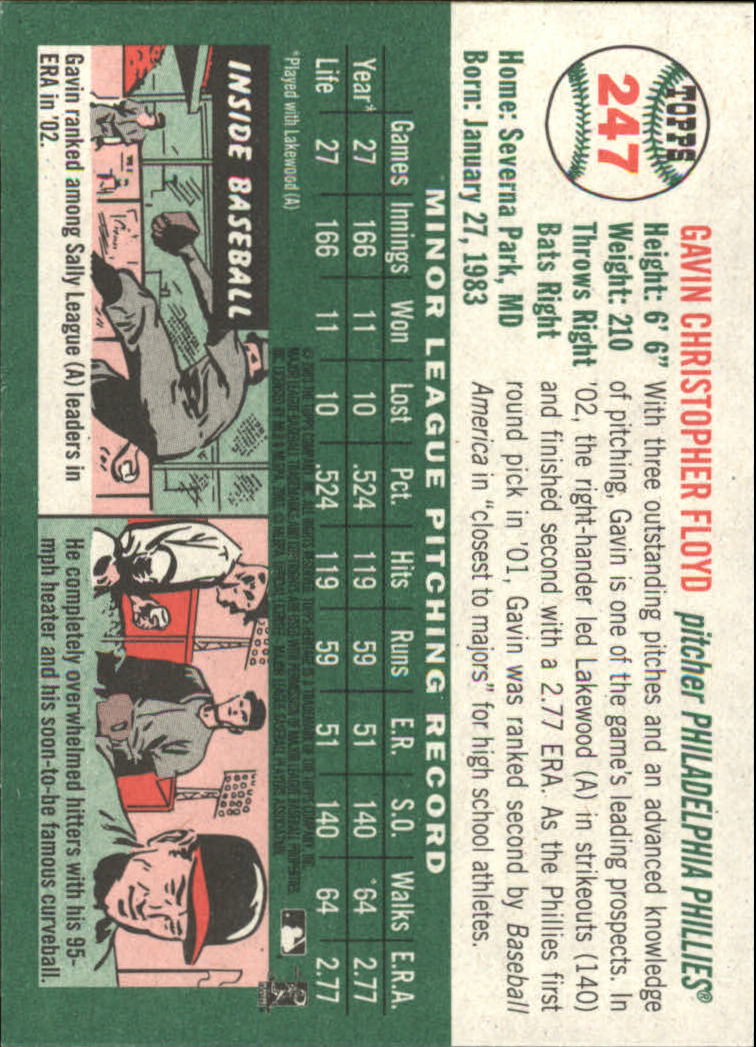 TOPPS
247
GAVIN CHRISTOPHER FLOYD pitcher PHILADELPHIA PHILLIES®
Height: 6' 6"
Weight: 210
Throws Right
Bats Right
Home: Severna Park, MD
Born: January 27, 1983
With three outstanding pitches and an advanced knowledge
of pitching, Gavin is one of the game's leading prospects. In
'02, the right-hander led Lakewood (A) in strikeouts (140)
and finished second with a 2.77 ERA. As the Phillies first
round pick in '01, Gavin was ranked second by Baseball
America in "closest to majors" for high school athletes.
MINOR LEAGUE PITCHING RECORD
Games Innings Won Lost Pct. Hits Runs E.R. S.O. Walks E.R.A.
Year* 27 166 11 10 .524 119 59 51 140 *64 2.77
Life 27 166 11 10 .524 119 59 51 140 64 2.77
*Played with Lakewood (A)
INSIDE BASEBALL
Gavin ranked among Sally League (A) leaders in
ERA in '02.
He completely overwhelmed hitters with his 95-
mph heater and his soon-to-be famous curveball.